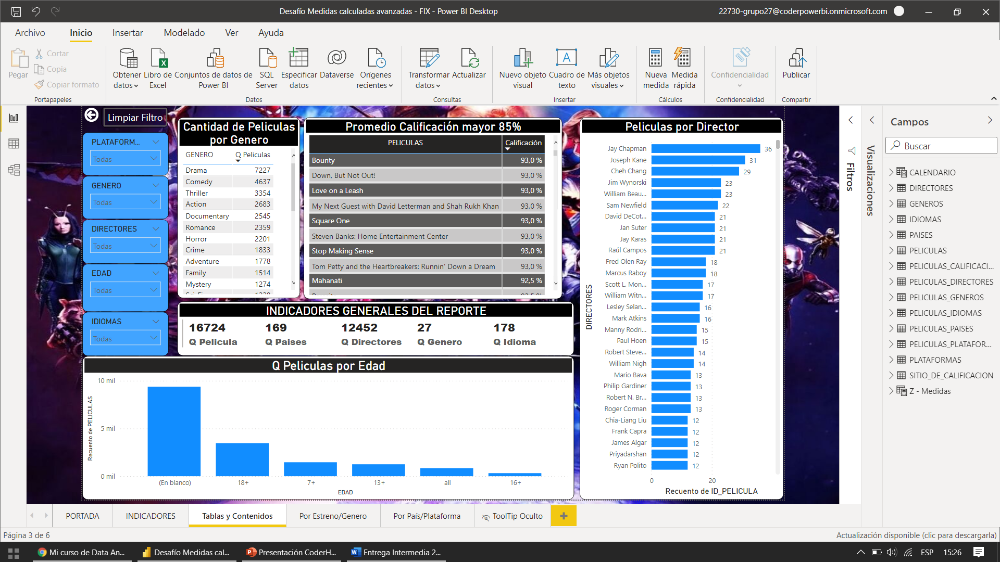 Desafío Medidas calculadas avanzadas - FIX - Power BI Desktop
22730-grupo27@coderpowerbi.onmicrosoft.com
Archivo Inicio Insertar Modelado Ver Ayuda
Pegar
Cortar
Copia
Copiar formato
Portapapeles
Obtener datos
Libro de Excel
Conjuntos de datos de Power BI
SQL Server
Especificar datos
Dataverse
Orígenes recientes
Datos
Transformar datos
Actualizar
Consultas
Nuevo objeto visual
Cuadro de texto
Más objetos visuales
Insertar
Nueva medida
Medida rápida
Cálculos
Confidencialidad
Confidencialidad
Publicar
Compartir
Limpiar Filtro
PLATAFORM...
Todas
GENERO
Todas
DIRECTORES
Todas
EDAD
Todas
IDIOMAS
Todas
Cantidad de Peliculas
por Genero
GENERO Q Peliculas
Drama 7227
Comedy 4637
Thriller 3354
Action 2683
Documentary 2545
Romance 2359
Horror 2201
Crime 1833
Adventure 1778
Family 1514
Mystery 1274
Promedio Calificación mayor 85%
PELICULAS Calificación
Bounty 93,0 %
Down, But Not Out! 93,0 %
Love on a Leash 93,0 %
My Next Guest with David Letterman and Shah Rukh Khan 93,0 %
Square One 93,0 %
Steven Banks: Home Entertainment Center 93,0 %
Stop Making Sense 93,0 %
Tom Petty and the Heartbreakers: Runnin' Down a Dream 93,0 %
Mahanati 92,5 %
INDICADORES GENERALES DEL REPORTE
16724 169 12452 27 178
Q Pelicula Q Paises Q Directores Q Genero Q Idioma
Q Peliculas por Edad
Recuento de PELICULAS
10 mil
5 mil
0 mil
(En blanco) 18+ 7+ 13+ all 16+
EDAD
Peliculas por Director
DIRECTORES
Jay Chapman 36
Joseph Kane 31
Cheh Chang 29
Jim Wynorski 23
William Beau... 23
Sam Newfield 22
David DeCot... 21
Jan Suter 21
Jay Karas 21
Raúl Campos 21
Fred Olen Ray 18
Marcus Raboy 18
Scott L. Mon... 17
William Witn... 17
Lesley Selan... 16
Mark Atkins 16
Manny Rodri... 15
Paul Hoen 15
Robert Steve... 14
William Nigh 14
Mario Bava 13
Philip Gardiner 13
Robert N. Br... 13
Roger Corman 13
Chia-Liang Liu 12
Frank Capra 12
James Algar 12
Priyadarshan 12
Ryan Polito 12
0 20
Recuento de ID_PELICULA
Filtros
Visualizaciones
Campos
Buscar
CALENDARIO
DIRECTORES
GENEROS
IDIOMAS
PAISES
PELICULAS
PELICULAS_CALIFICACI...
PELICULAS_DIRECTORES
PELICULAS_GENEROS
PELICULAS_IDIOMAS
PELICULAS_PAISES
PELICULAS_PLATAFOR...
PLATAFORMAS
SITIO_DE_CALIFICACION
Z - Medidas
PORTADA INDICADORES Tablas y Contenidos Por Estreno/Genero Por País/Plataforma ToolTip Oculto
Página 3 de 6
Actualización disponible (clic para descargarla)
Mi curso de Data An... Desafío Medidas cal... Presentación CoderH... Entrega Intermedia 2... ESP 15:26